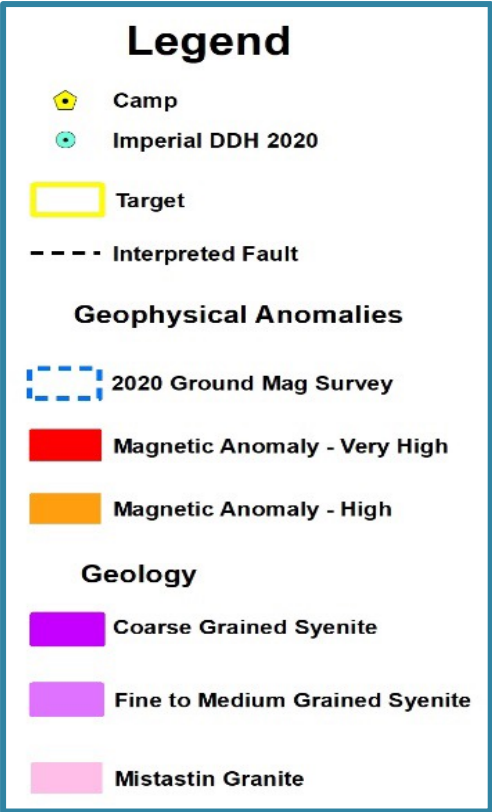 Legend
Camp
Imperial DDH 2020
Target
Interpreted Fault
Geophysical Anomalies
2020 Ground Mag Survey
Magnetic Anomaly - Very High
Magnetic Anomaly - High
Geology
Coarse Grained Syenite
Fine to Medium Grained Syenite
Mistastin Granite